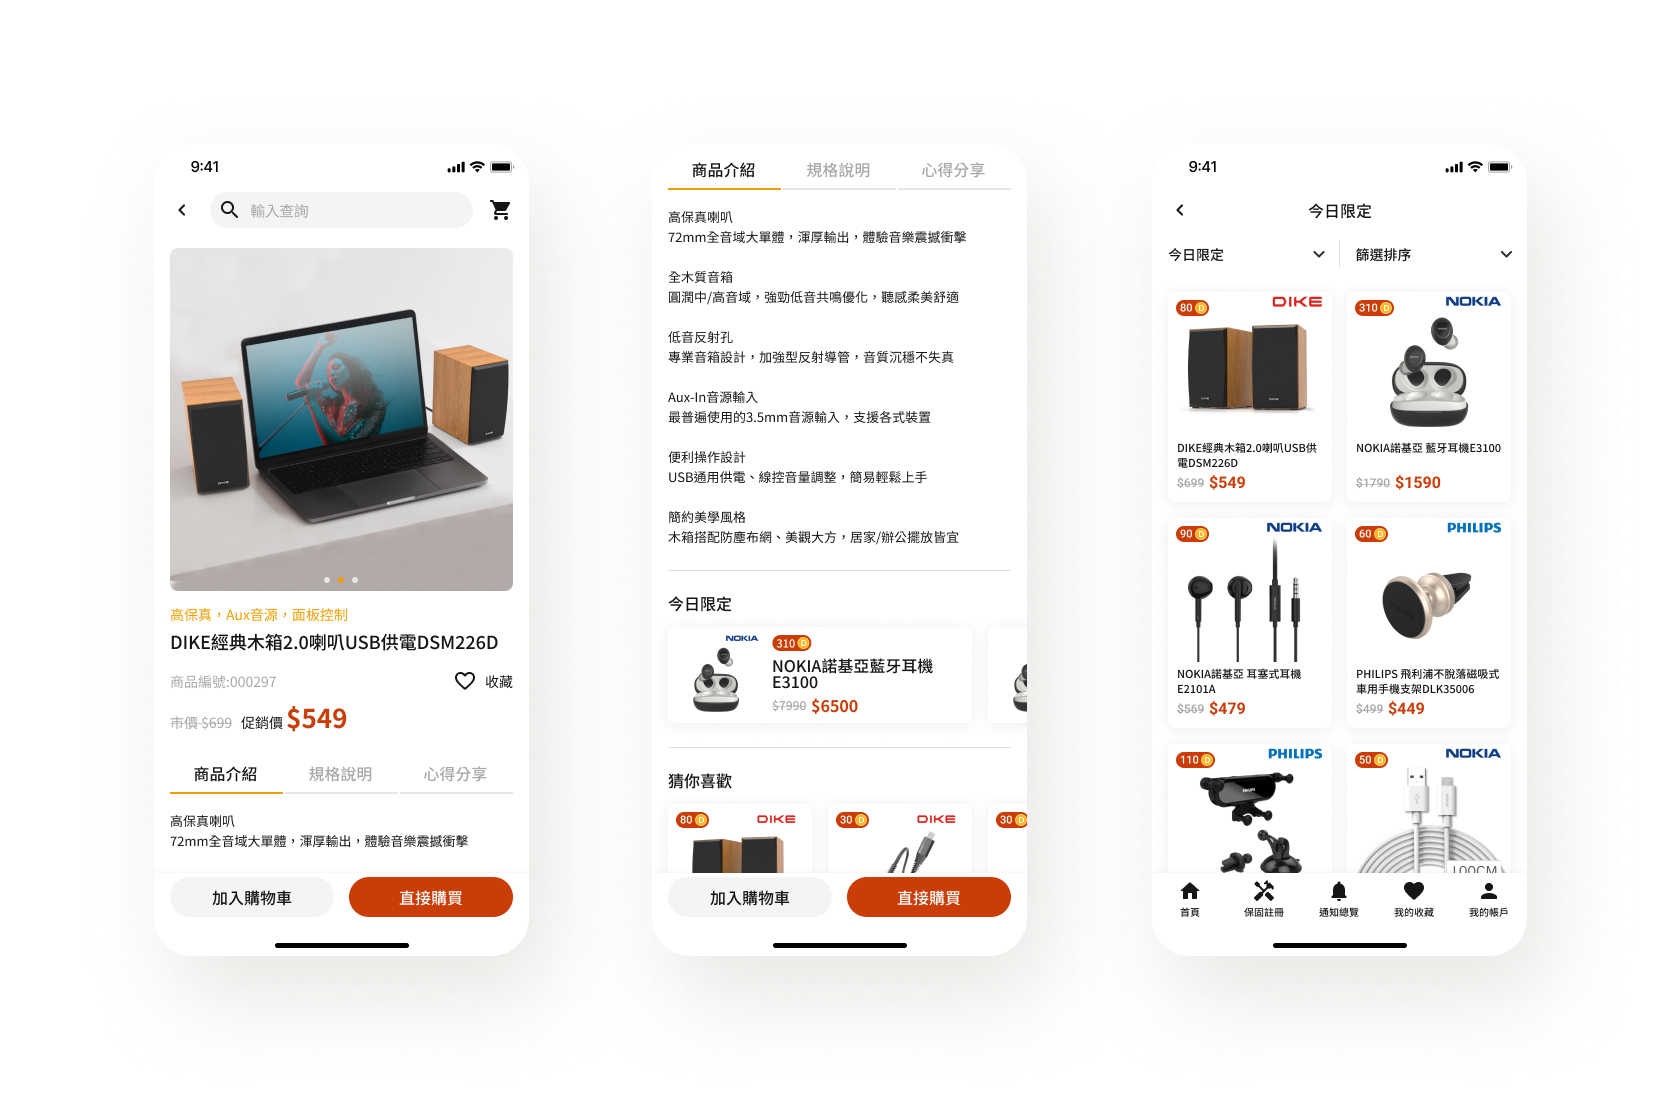 9:41
輸入查詢
DIKE
DIKE
高保真，Aux音源，面板控制
DIKE經典木箱2.0喇叭USB供電DSM226D
商品編號:000297
收藏
市價 $699 促銷價 $549
商品介紹 規格說明 心得分享
高保真喇叭
72mm全音域大單體，渾厚輸出，體驗音樂震撼衝擊
加入購物車 直接購買
商品介紹 規格說明 心得分享
高保真喇叭
72mm全音域大單體，渾厚輸出，體驗音樂震撼衝擊
全木質音箱
圓潤中/高音域，強勁低音共鳴優化，聽感柔美舒適
低音反射孔
專業音箱設計，加強型反射導管，音質沉穩不失真
Aux-In音源輸入
最普遍使用的3.5mm音源輸入，支援各式裝置
便利操作設計
USB通用供電、線控音量調整，簡易輕鬆上手
簡約美學風格
木箱搭配防塵布網、美觀大方，居家/辦公擺放皆宜
今日限定
NOKIA
310 D
NOKIA諾基亞藍牙耳機
E3100
$7990 $6500
猜你喜歡
80 D DIKE
30 D DIKE
30 D
加入購物車 直接購買
9:41
今日限定
今日限定 篩選排序
80 D DIKE
DIKE經典木箱2.0喇叭USB供
電DSM226D
$699 $549
310 D NOKIA
NOKIA諾基亞 藍牙耳機E3100
$1790 $1590
90 D NOKIA
NOKIA諾基亞 耳塞式耳機
E2101A
$569 $479
60 D PHILIPS
PHILIPS 飛利浦不脫落磁吸式
車用手機支架DLK35006
$499 $449
110 D PHILIPS
50 D NOKIA
100CM
首頁 保固註冊 通知總覽 我的收藏 我的帳戶